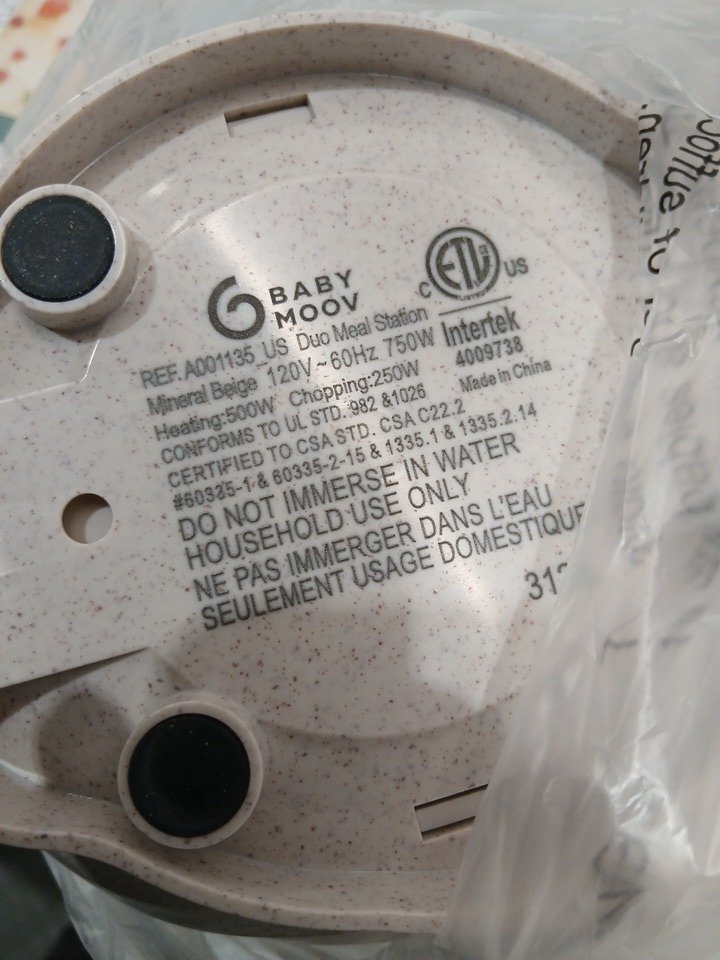 BABY
MOOV
C ETL US
LISTED
Intertek
4009738
REF. A001135_US Duo Meal Station
Mineral Beige 120V~60Hz 750W
Heating:500W Chopping:250W
Made in China
CONFORMS TO UL STD. 982 &1026
CERTIFIED TO CSA STD. CSA C22.2
#60335-1 & 60335-2-15 & 1335.1 & 1335.2.14
DO NOT IMMERSE IN WATER
HOUSEHOLD USE ONLY
NE PAS IMMERGER DANS L'EAU
SEULEMENT USAGE DOMESTIQUE